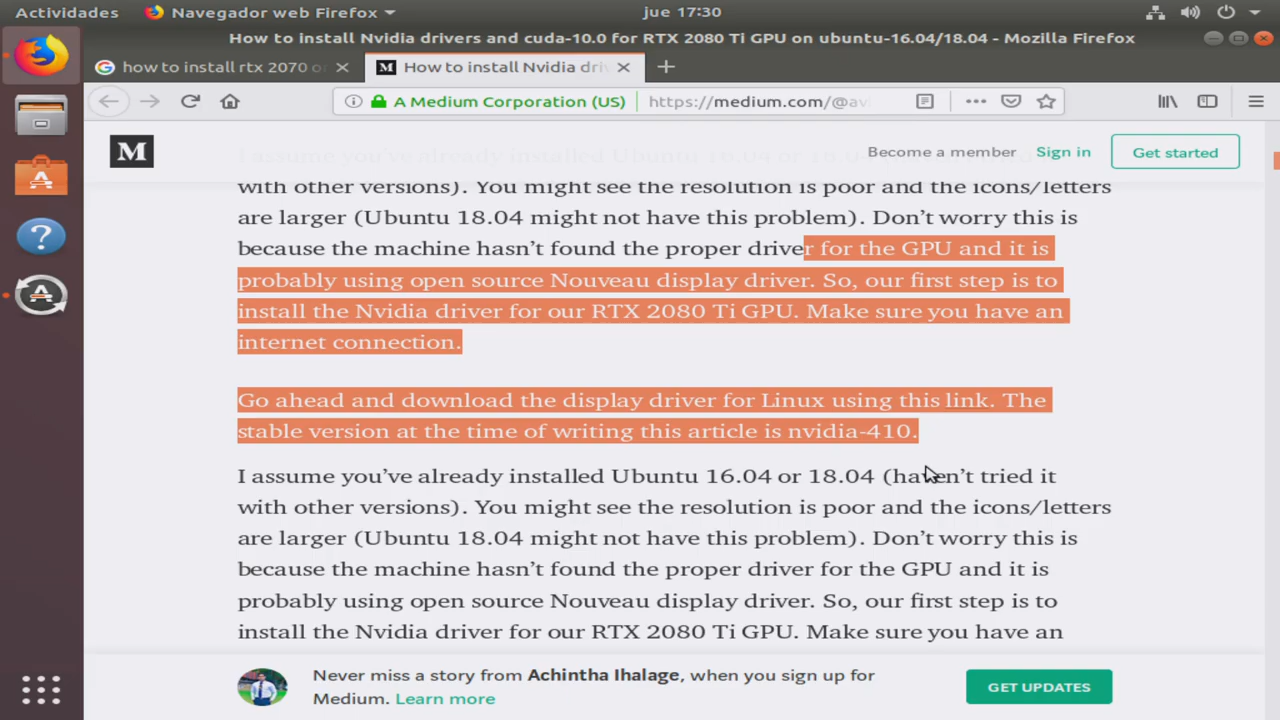 Actividades
Navegador web Firefox
jue 17:30
How to install Nvidia drivers and cuda-10.0 for RTX 2080 Ti GPU on ubuntu-16.04/18.04 - Mozilla Firefox
how to install rtx 2070 o
How to install Nvidia dri
A Medium Corporation (US)
https://medium.com/@av
M
Become a member
Sign in
Get started
I assume you've already installed Ubuntu 16.04 or 18.04
with other versions). You might see the resolution is poor and the icons/letters
are larger (Ubuntu 18.04 might not have this problem). Don't worry this is
because the machine hasn't found the proper driver for the GPU and it is
probably using open source Nouveau display driver. So, our first step is to
install the Nvidia driver for our RTX 2080 Ti GPU. Make sure you have an
internet connection.
Go ahead and download the display driver for Linux using this link. The
stable version at the time of writing this article is nvidia-410.
I assume you've already installed Ubuntu 16.04 or 18.04 (haven't tried it
with other versions). You might see the resolution is poor and the icons/letters
are larger (Ubuntu 18.04 might not have this problem). Don't worry this is
because the machine hasn't found the proper driver for the GPU and it is
probably using open source Nouveau display driver. So, our first step is to
install the Nvidia driver for our RTX 2080 Ti GPU. Make sure you have an
Never miss a story from Achintha Ihalage, when you sign up for
Medium. Learn more
GET UPDATES